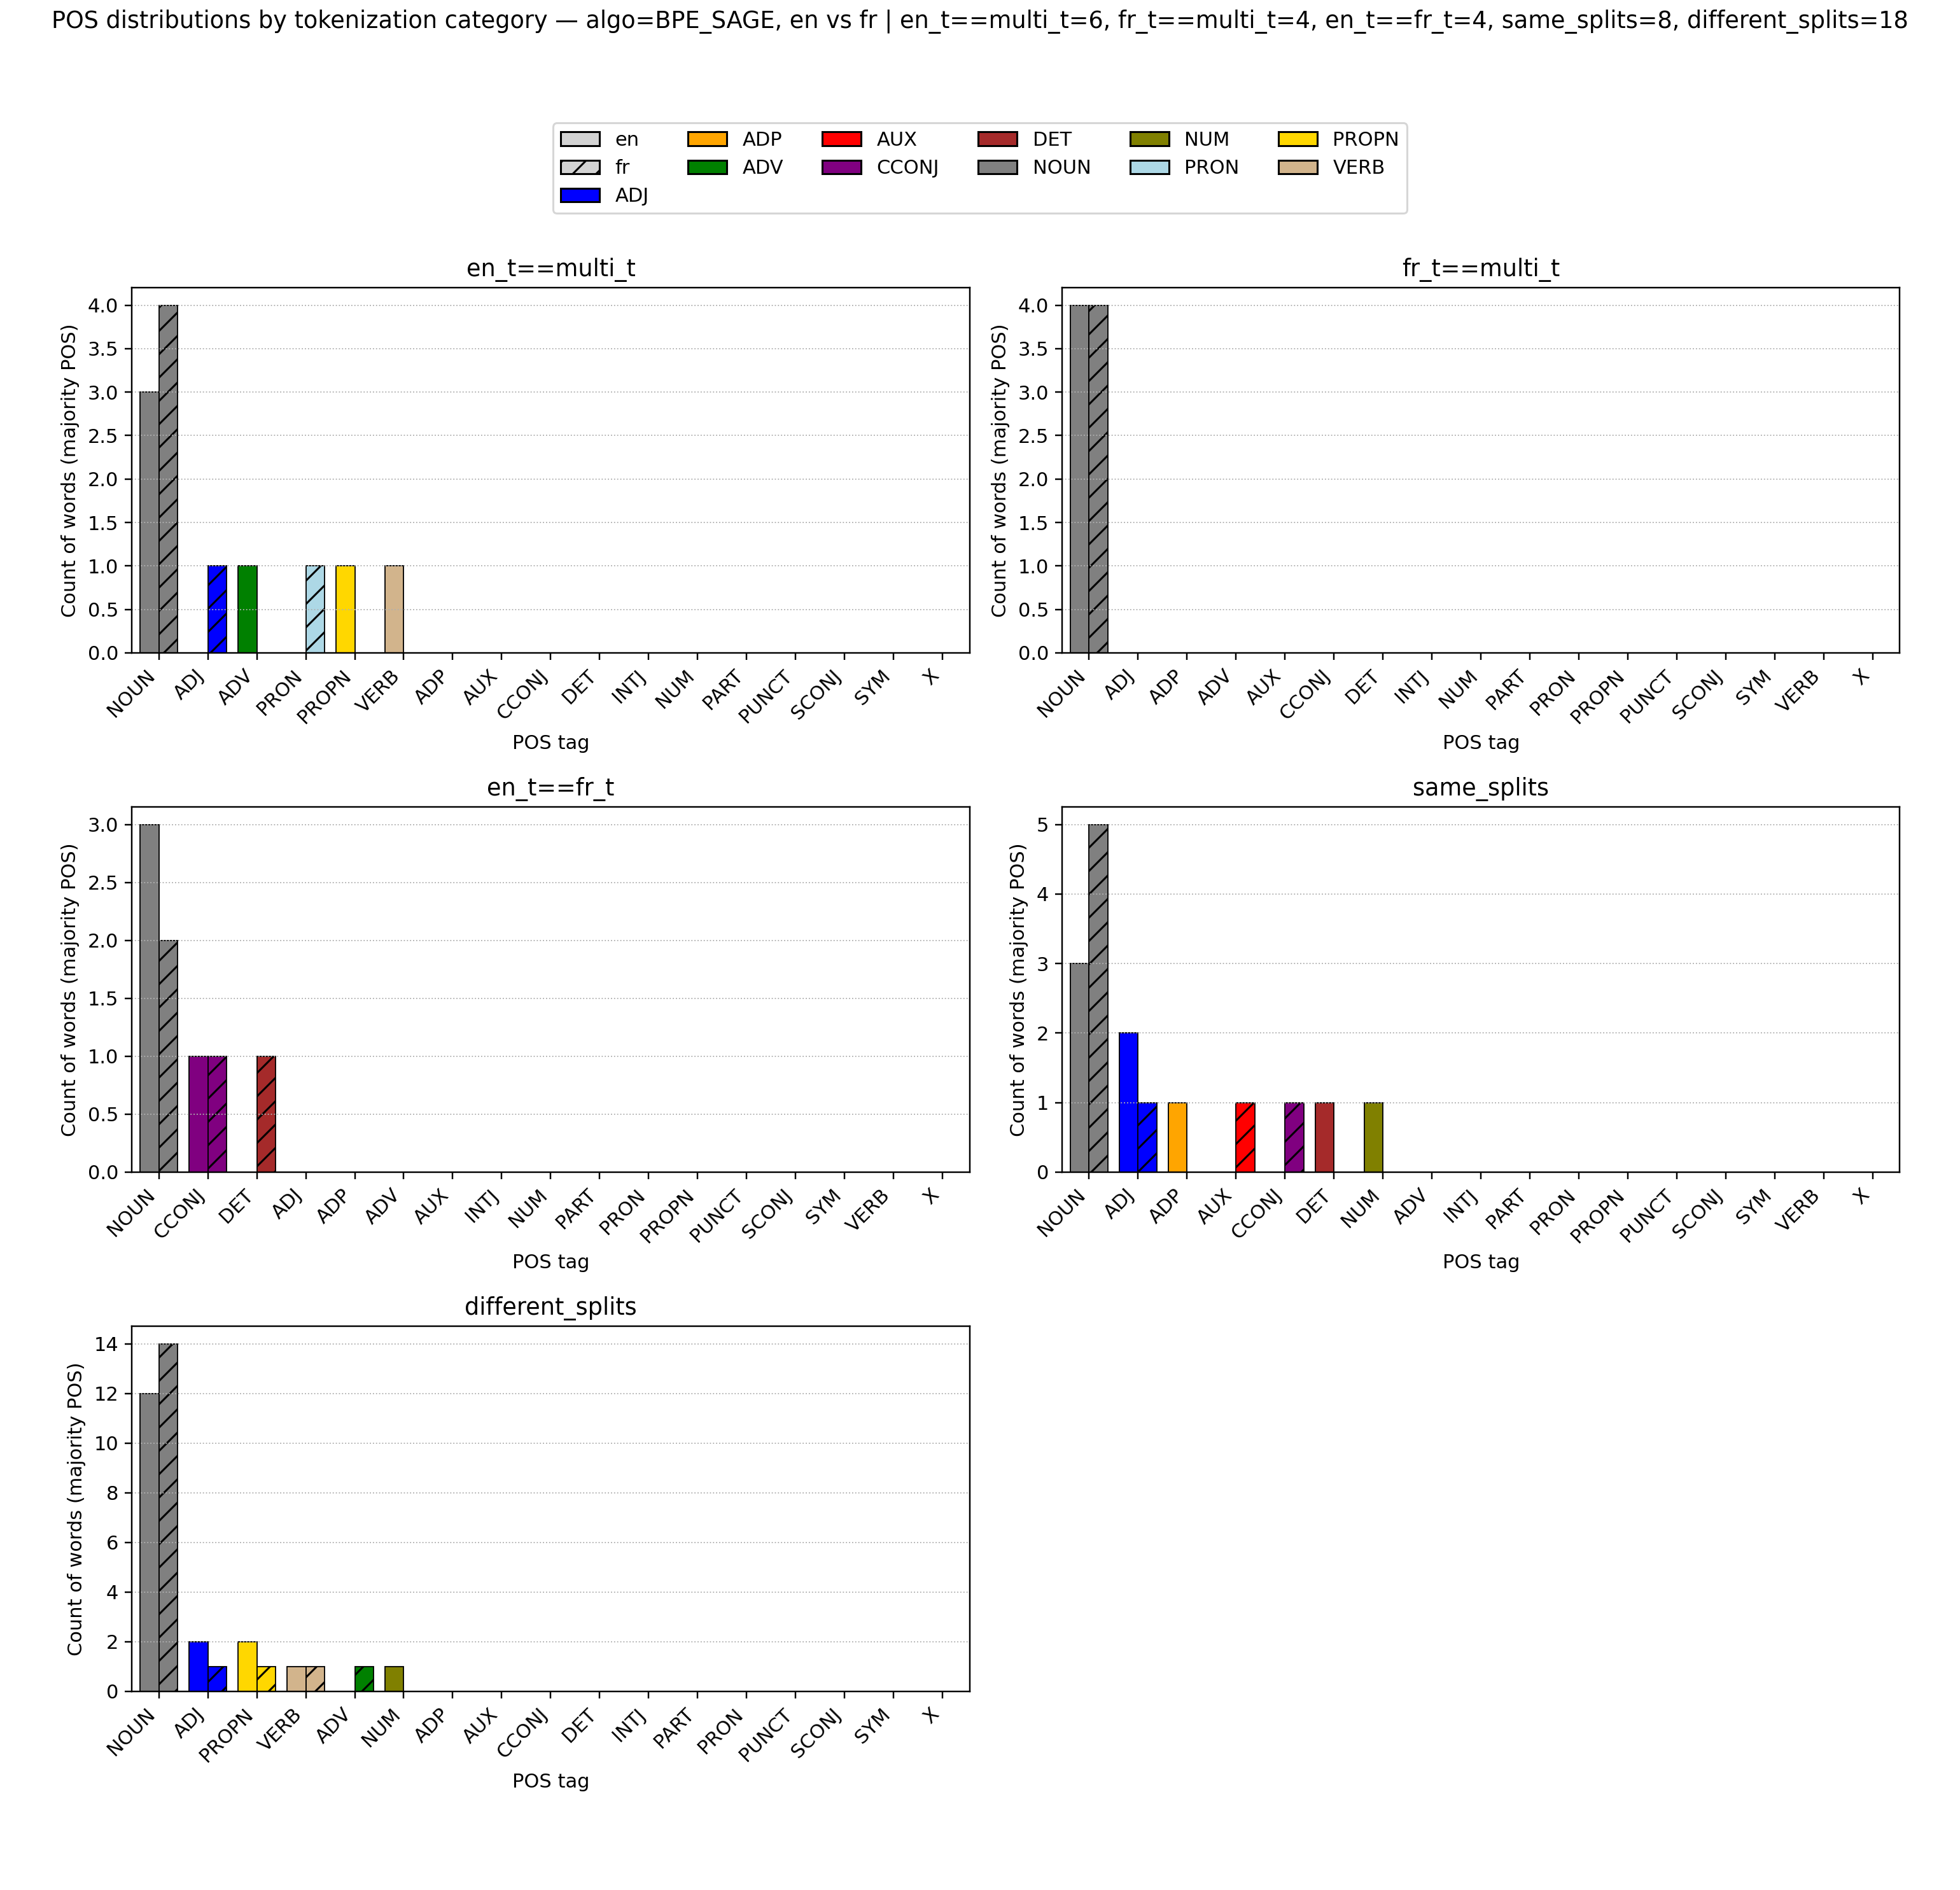 POS distributions by tokenization category — algo=BPE_SAGE, en vs fr | en_t==multi_t=6, fr_t==multi_t=4, en_t==fr_t=4, same_splits=8, different_splits=18
en ADP AUX DET NUM PROPN
fr ADV CCONJ NOUN PRON VERB
ADJ
en_t==multi_t
Count of words (majority POS)
4.0
3.5
3.0
2.5
2.0
1.5
1.0
0.5
0.0
NOUN ADJ ADV PRON PROPN VERB ADP AUX CCONJ DET INTJ NUM PART PUNCT SCONJ SYM X
POS tag
fr_t==multi_t
Count of words (majority POS)
4.0
3.5
3.0
2.5
2.0
1.5
1.0
0.5
0.0
NOUN ADJ ADP ADV AUX CCONJ DET INTJ NUM PART PRON PROPN PUNCT SCONJ SYM VERB X
POS tag
en_t==fr_t
Count of words (majority POS)
3.0
2.5
2.0
1.5
1.0
0.5
0.0
NOUN CCONJ DET ADJ ADP ADV AUX INTJ NUM PART PRON PROPN PUNCT SCONJ SYM VERB X
POS tag
same_splits
Count of words (majority POS)
5
4
3
2
1
0
NOUN ADJ ADP AUX CCONJ DET NUM ADV INTJ PART PRON PROPN PUNCT SCONJ SYM VERB X
POS tag
different_splits
Count of words (majority POS)
14
12
10
8
6
4
2
0
NOUN ADJ PROPN VERB ADV NUM ADP AUX CCONJ DET INTJ PART PRON PUNCT SCONJ SYM X
POS tag